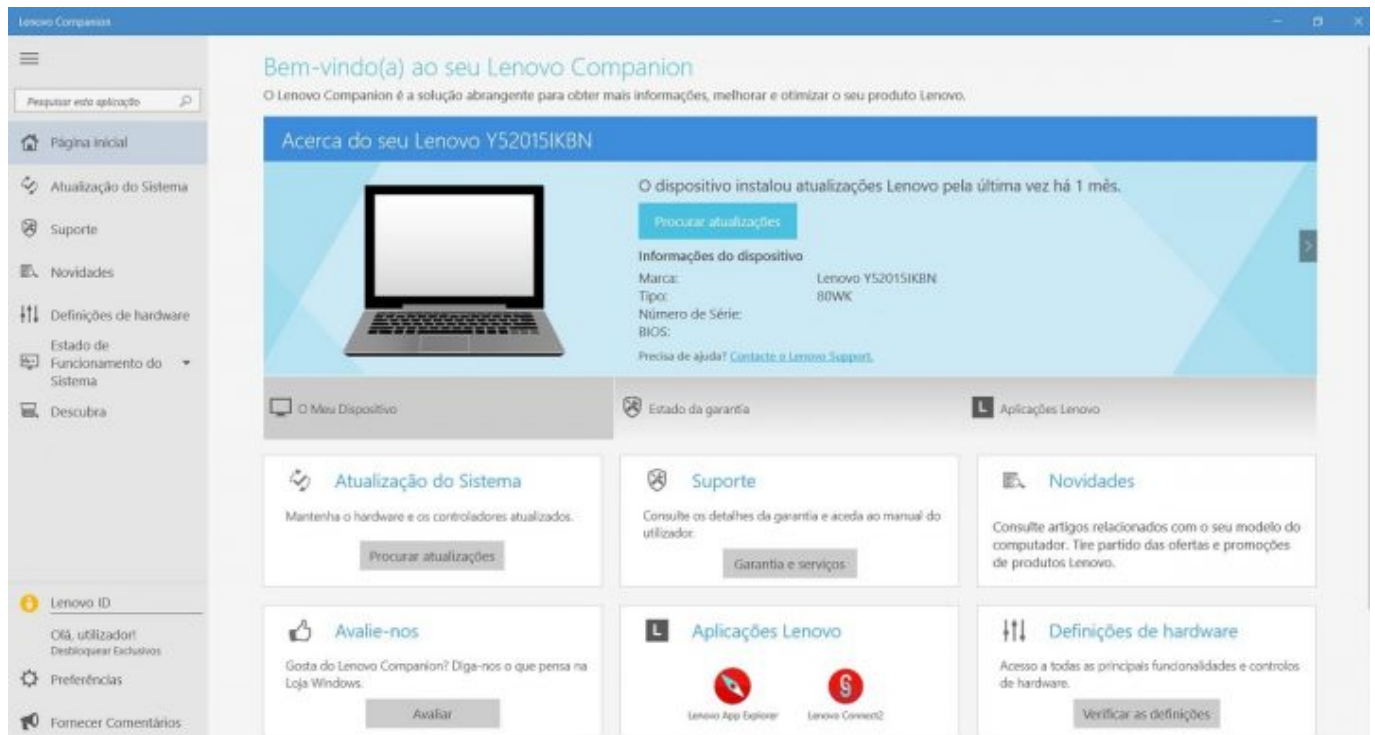 Lenovo Companion
Pesquisar esta aplicação
Página inicial
Atualização do Sistema
Suporte
Novidades
Definições de hardware
Estado de
Funcionamento do
Sistema
Descubra
Lenovo ID
Olá, utilizador!
Desbloquear Exclusivos
Preferências
Fornecer Comentários
Bem-vindo(a) ao seu Lenovo Companion
O Lenovo Companion é a solução abrangente para obter mais informações, melhorar e otimizar o seu produto Lenovo.
Acerca do seu Lenovo Y52015IKBN
O dispositivo instalou atualizações Lenovo pela última vez há 1 mês.
Procurar atualizações
Informações do dispositivo
Marca: Lenovo Y52015IKBN
Tipo: 80WK
Número de Série:
BIOS:
Precisa de ajuda? Contacte o Lenovo Support.
O Meu Dispositivo
Estado da garantia
L Aplicações Lenovo
Atualização do Sistema
Mantenha o hardware e os controladores atualizados.
Procurar atualizações
Suporte
Consulte os detalhes da garantia e aceda ao manual do
utilizador.
Garantia e serviços
Novidades
Consulte artigos relacionados com o seu modelo do
computador. Tire partido das ofertas e promoções
de produtos Lenovo.
Avalie-nos
Gosta do Lenovo Companion? Diga-nos o que pensa na
Loja Windows.
Avaliar
L Aplicações Lenovo
Lenovo App Explorer
Lenovo Connect2
Definições de hardware
Acesso a todas as principais funcionalidades e controlos
de hardware.
Verificar as definições